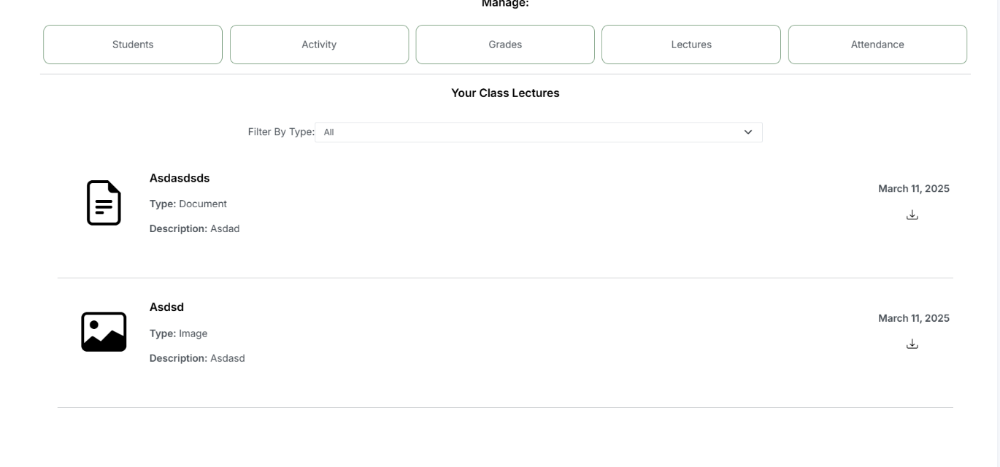 Manage:
Students Activity Grades Lectures Attendance
Your Class Lectures
Filter By Type: All
Asdasdsds
Type: Document
Description: Asdad
March 11, 2025
Asdsd
Type: Image
Description: Asdasd
March 11, 2025